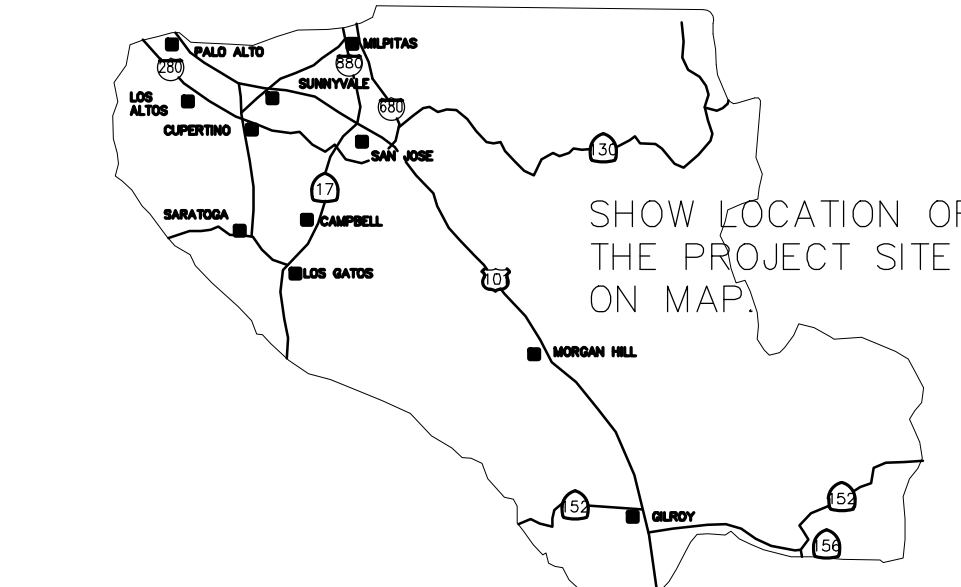 PALO ALTO
MILPITAS
280
880
SUNNYVALE
LOS
ALTOS
680
CUPERTINO
130
SAN JOSE
17
SARATOGA
CAMPBELL
SHOW LOCATION OF
THE PROJECT SITE
ON MAP.
LOS GATOS
101
MORGAN HILL
152
152
GILROY
156